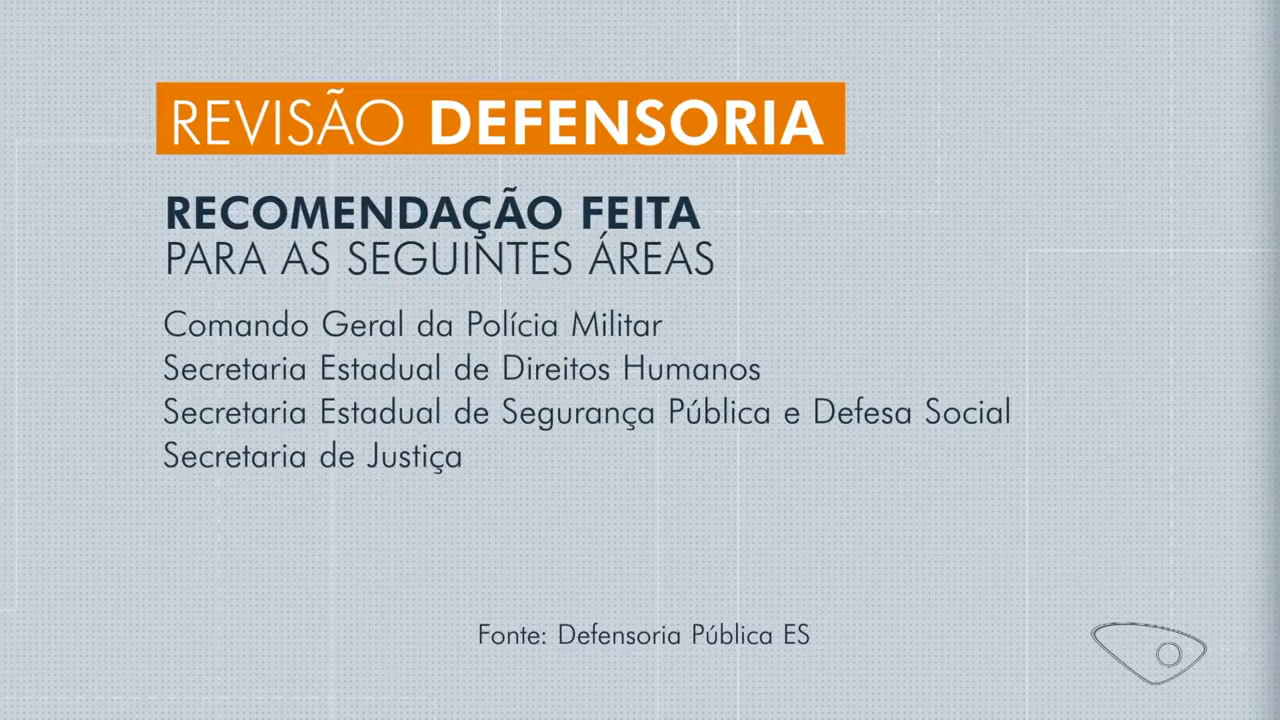 REVISÃO DEFENSORIA
RECOMENDAÇÃO FEITA
PARA AS SEGUINTES ÁREAS
Comando Geral da Polícia Militar
Secretaria Estadual de Direitos Humanos
Secretaria Estadual de Segurança Pública e Defesa Social
Secretaria de Justiça
Fonte: Defensoria Pública ES